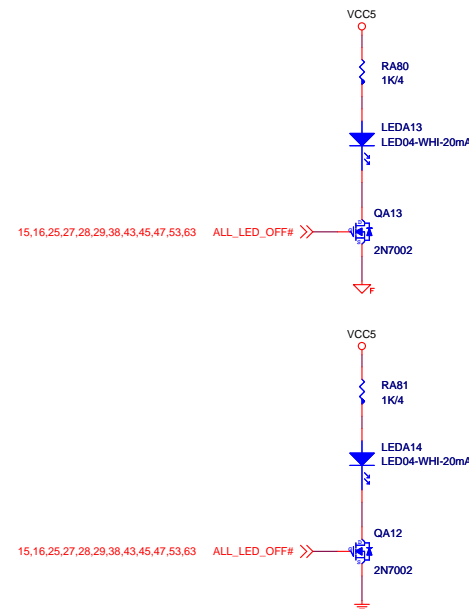 VCC5
RA80
1K/4
LEDA13
LED04-WHI-20mA
QA13
15,16,25,27,28,29,38,43,45,47,53,63 ALL_LED_OFF#
2N7002
F
VCC5
RA81
1K/4
LEDA14
LED04-WHI-20mA
QA12
15,16,25,27,28,29,38,43,45,47,53,63 ALL_LED_OFF#
2N7002